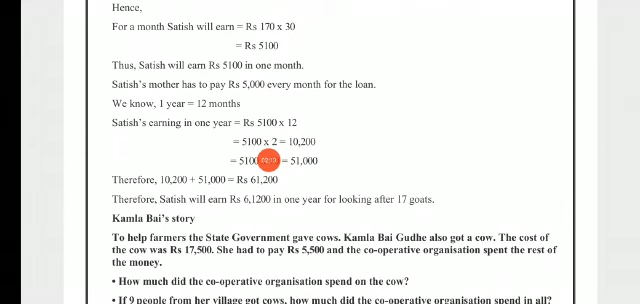 Hence,
For a month Satish will earn = Rs 170 x 30
= Rs 5100
Thus, Satish will earn Rs 5100 in one month.
Satish's mother has to pay Rs 5,000 every month for the loan.
We know, 1 year = 12 months
Satish's earning in one year = Rs 5100 x 12
= 5100 x 2 = 10,200
= 5100 = 51,000
Therefore, 10,200 + 51,000 = Rs 61,200
Therefore, Satish will earn Rs 6,1200 in one year for looking after 17 goats.
Kamla Bai's story
To help farmers the State Government gave cows. Kamla Bai Gudhe also got a cow. The cost of
the cow was Rs 17,500. She had to pay Rs 5,500 and the co-operative organisation spent the rest of
the money.
• How much did the co-operative organisation spend on the cow?
• If 9 people from her village got cows, how much did the co-operative organisation spend in all?